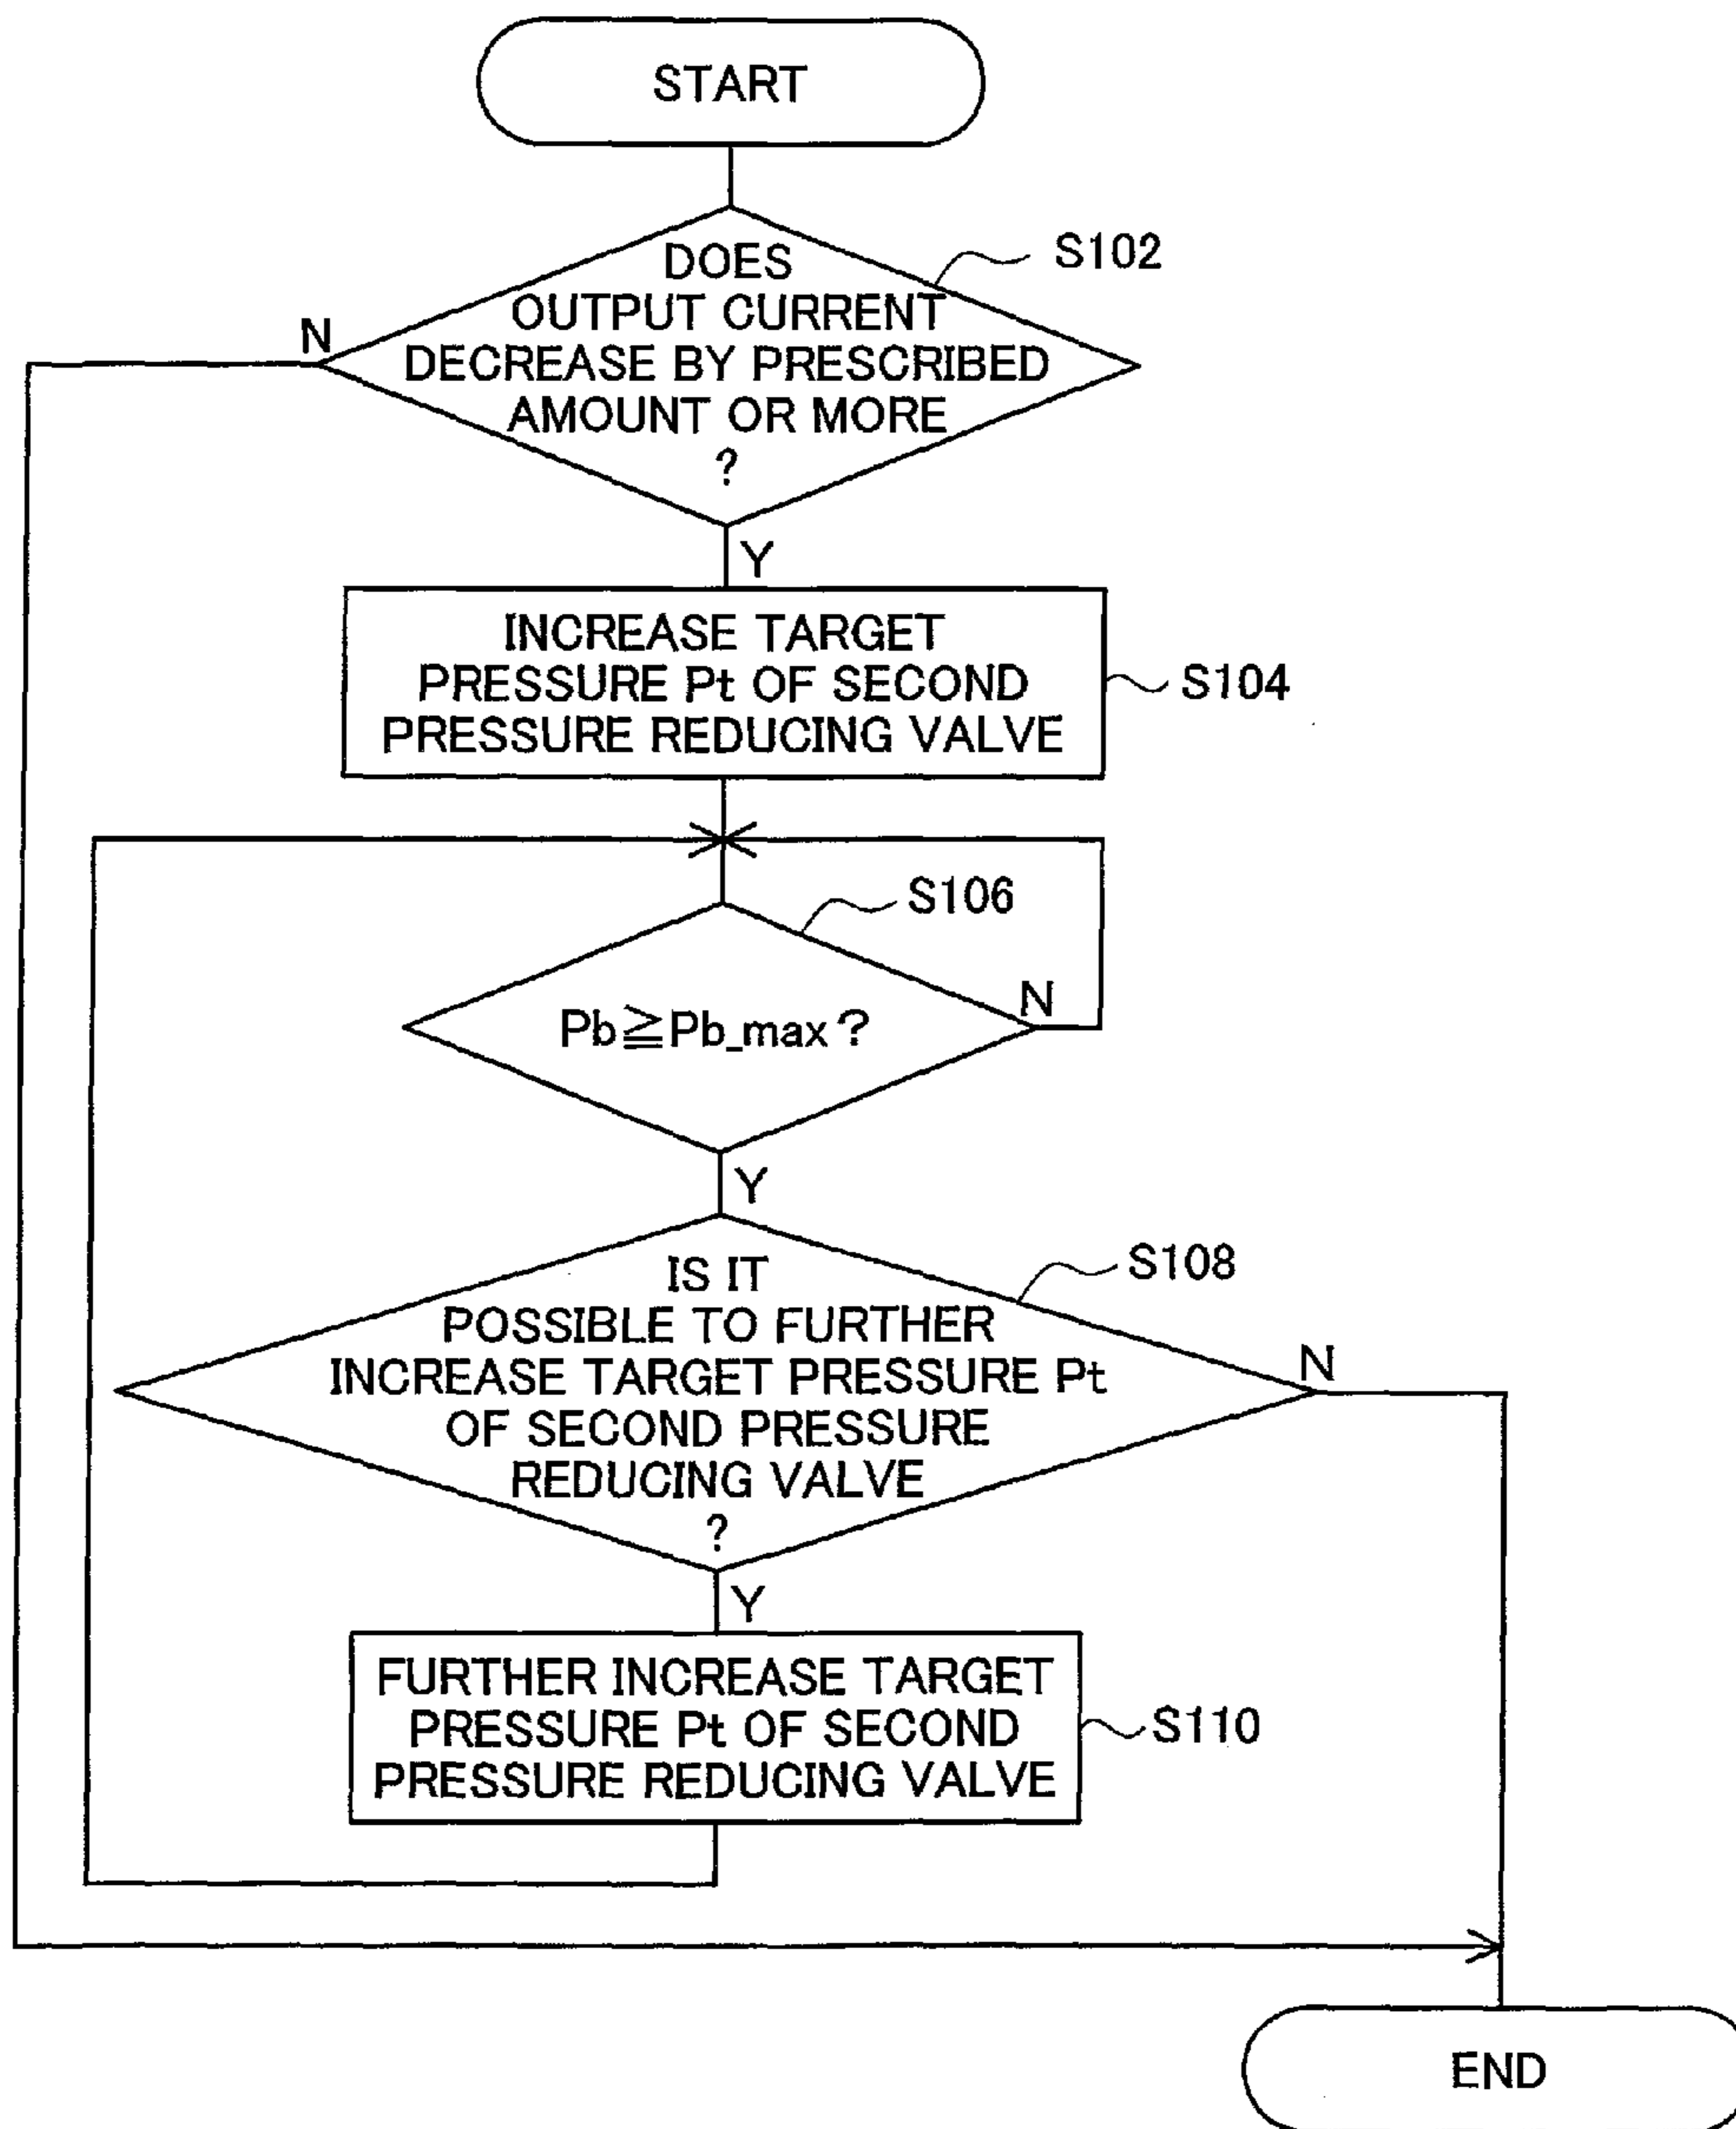 START
DOES
OUTPUT CURRENT
DECREASE BY PRESCRIBED
AMOUNT OR MORE
?
S102
N
Y
INCREASE TARGET
PRESSURE Pt OF SECOND
PRESSURE REDUCING VALVE
S104
S106
Pb≧Pb_max?
N
Y
IS IT
POSSIBLE TO FURTHER
INCREASE TARGET PRESSURE Pt
OF SECOND PRESSURE
REDUCING VALVE
?
S108
N
Y
FURTHER INCREASE TARGET
PRESSURE Pt OF SECOND
PRESSURE REDUCING VALVE
S110
END